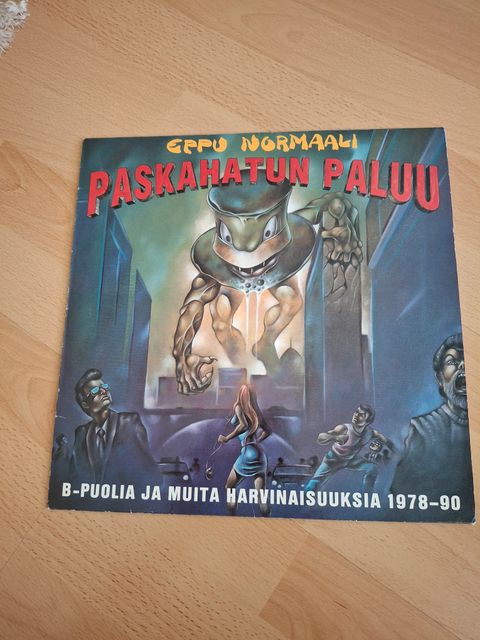 EPPU NORMAALI
PASKAHATUN PALUU
B-PUOLIA JA MUITA HARVINAISUUKSIA 1978-90